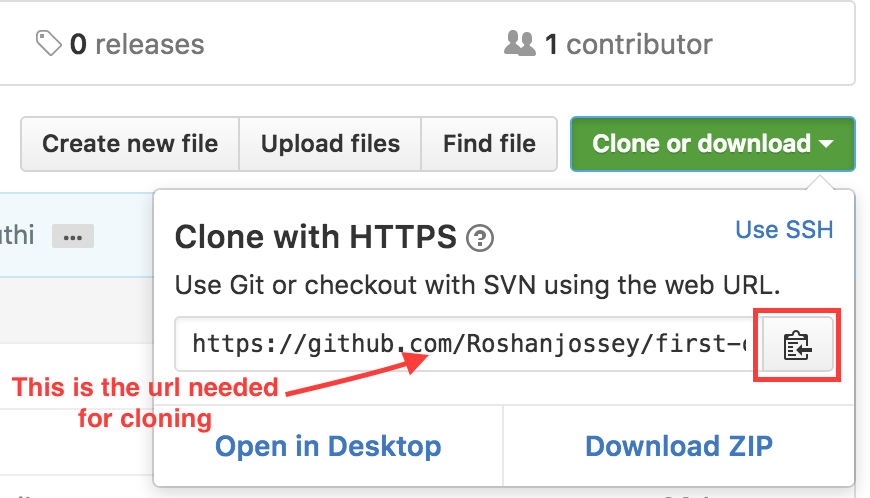 0 releases
1 contributor
Create new file
Upload files
Find file
Clone or download
...
Clone with HTTPS ?
Use SSH
Use Git or checkout with SVN using the web URL.
https://github.com/Roshanjossey/first-
This is the url needed
for cloning
Open in Desktop
Download ZIP